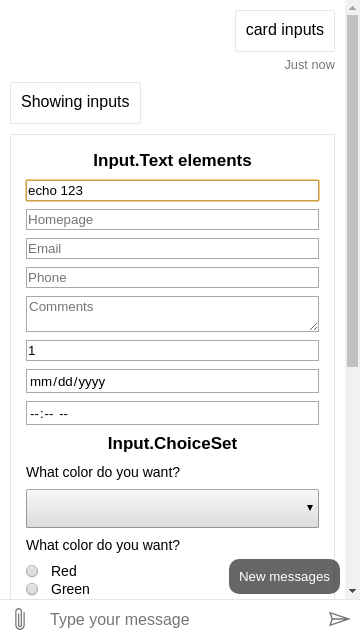 card inputs
Just now
Showing inputs
Input.Text elements
echo 123
Homepage
Email
Phone
Comments
1
mm/dd/yyyy
--:-- --
Input.ChoiceSet
What color do you want?
What color do you want?
Red
Green
New messages
Type your message